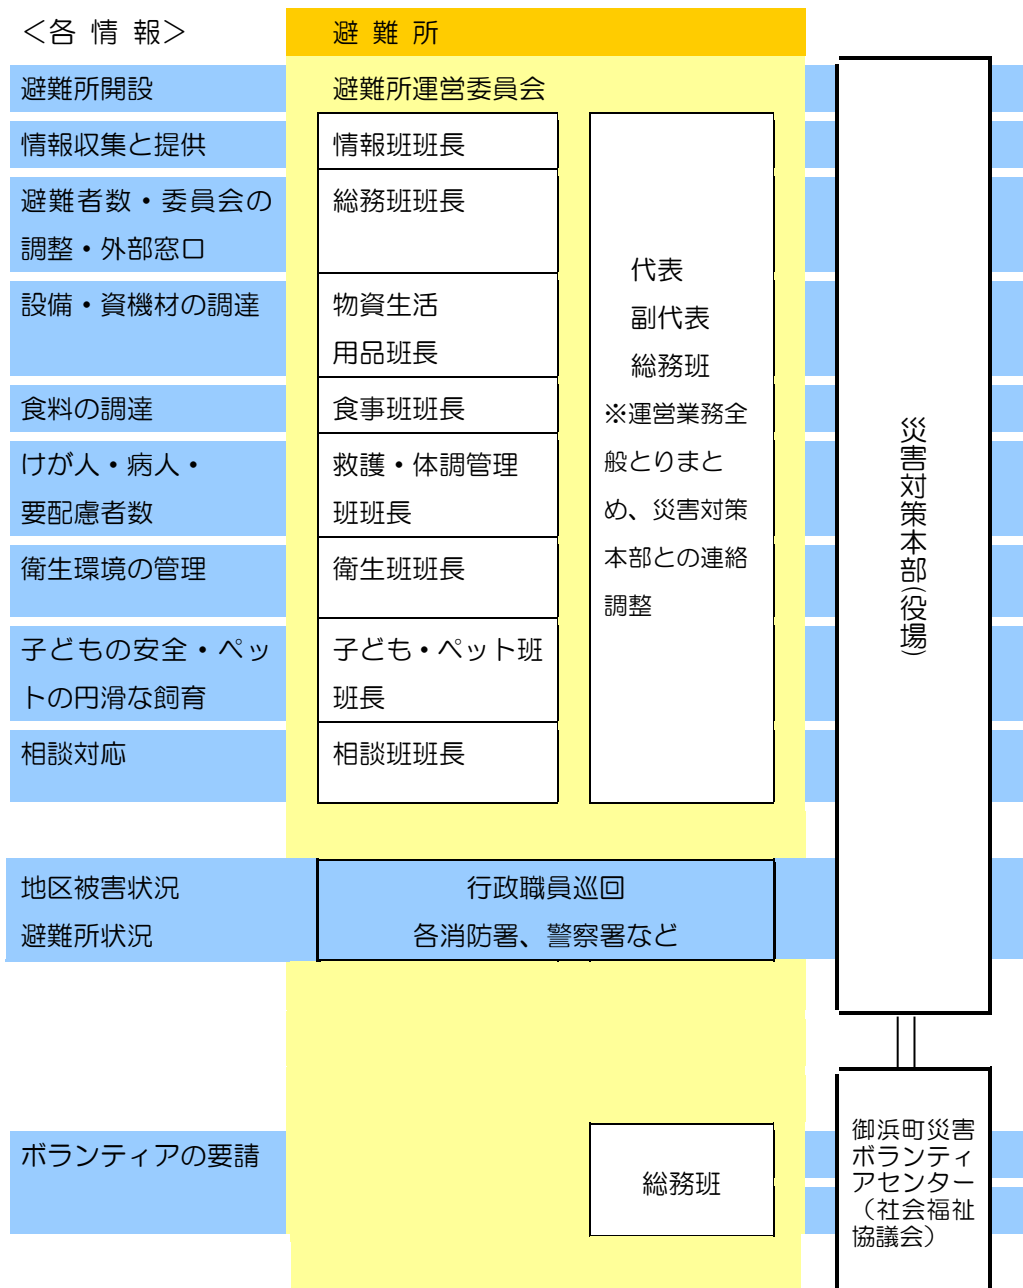 ＜各 情 報＞
避 難 所
避難所開設
避難所運営委員会
情報収集と提供
情報班班長
避難者数・委員会の
調整・外部窓口
総務班班長
設備・資機材の調達
物資生活
用品班長
食料の調達
食事班班長
けが人・病人・
要配慮者数
救護・体調管理
班班長
衛生環境の管理
衛生班班長
子どもの安全・ペッ
トの円滑な飼育
子ども・ペット班
班長
相談対応
相談班班長
代表
副代表
総務班
※運営業務全
般とりまと
め、災害対策
本部との連絡
調整
災害対策本部(役場)
地区被害状況
避難所状況
行政職員巡回
各消防署、警察署など
ボランティアの要請
総務班
御浜町災害
ボランティ
アセンター
（社会福祉
協議会）